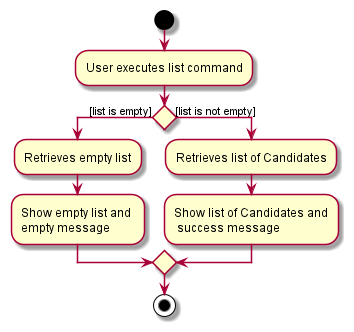 User executes list command
[list is empty]
[list is not empty]
Retrieves empty list
Retrieves list of Candidates
Show empty list and
empty message
Show list of Candidates and
success message